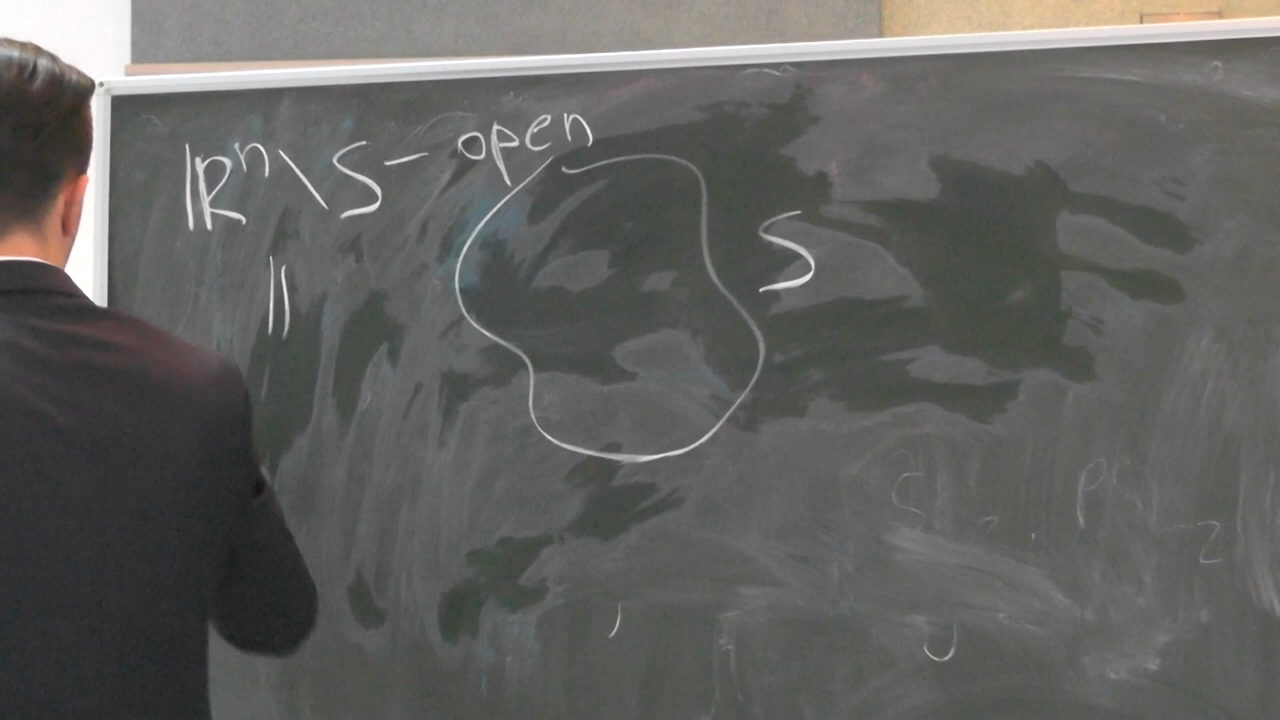 ℝⁿ \ S – open
S
||